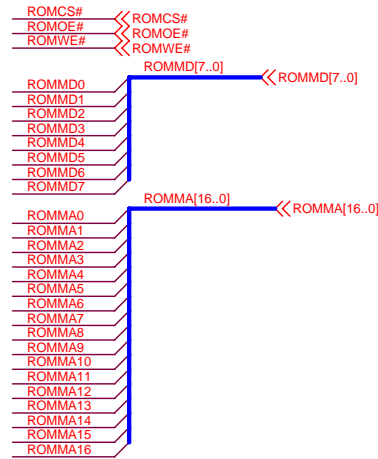 ROMCS# ROMCS#
ROMOE# ROMOE#
ROMWE# ROMWE#
ROMMD[7..0] ROMMD[7..0]
ROMMD0
ROMMD1
ROMMD2
ROMMD3
ROMMD4
ROMMD5
ROMMD6
ROMMD7
ROMMA[16..0] ROMMA[16..0]
ROMMA0
ROMMA1
ROMMA2
ROMMA3
ROMMA4
ROMMA5
ROMMA6
ROMMA7
ROMMA8
ROMMA9
ROMMA10
ROMMA11
ROMMA12
ROMMA13
ROMMA14
ROMMA15
ROMMA16